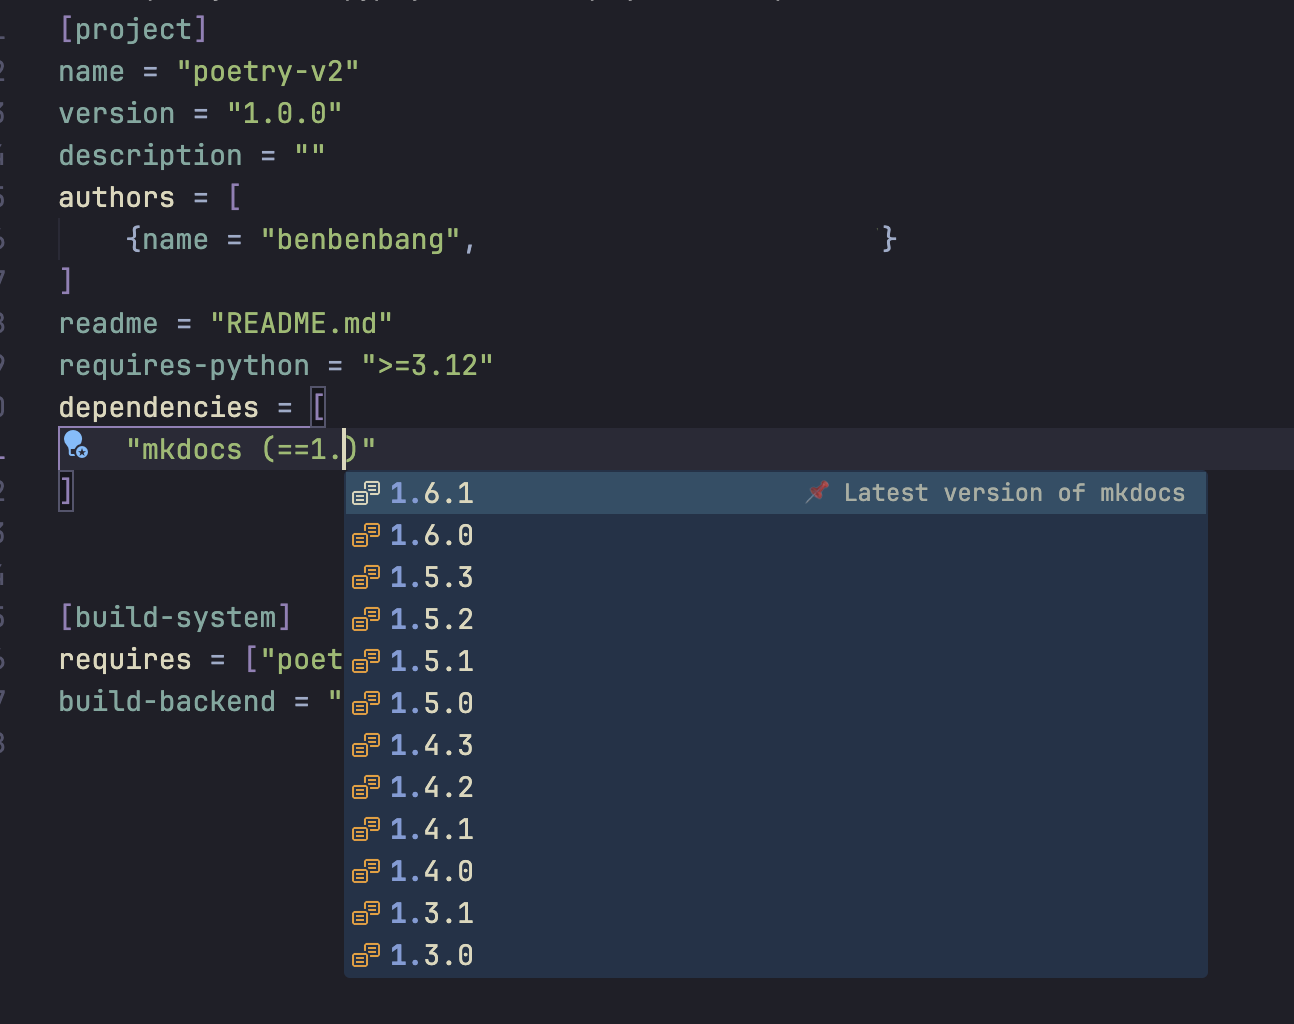 [project]
name = "poetry-v2"
version = "1.0.0"
description = ""
authors = [
{name = "benbenbang", }
]
readme = "README.md"
requires-python = ">=3.12"
dependencies = [
"mkdocs (==1.)"
]
1.6.1 📌 Latest version of mkdocs
1.6.0
1.5.3
[build-system] 1.5.2
requires = ["poet 1.5.1
build-backend = " 1.5.0
1.4.3
1.4.2
1.4.1
1.4.0
1.3.1
1.3.0